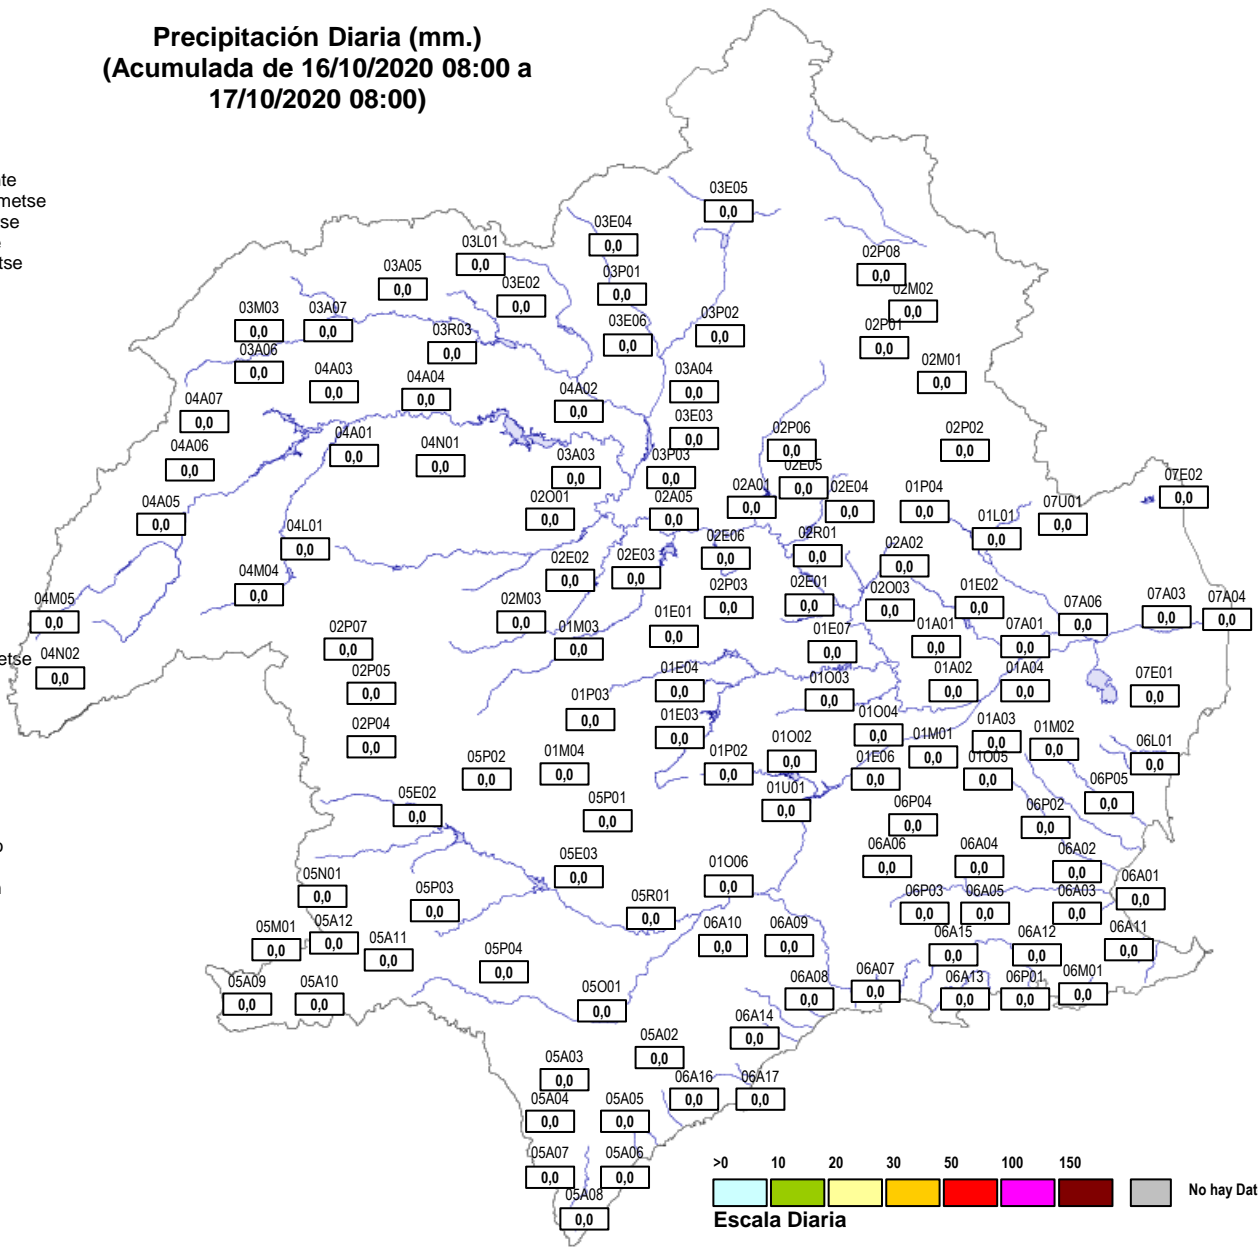 Precipitación Diaria (mm.)
(Acumulada de 16/10/2020 08:00 a
17/10/2020 08:00)
te
metse
se
tse
03E05
0,0
03E04
0,0
03L01
0,0
02P08
0,0
03A05
0,0
03P01
0,0
03E02
0,0
02M02
0,0
03M03
0,0
03A07
0,0
03P02
0,0
03E06
0,0
03R03
0,0
02P01
0,0
03A06
0,0
02M01
0,0
04A03
0,0
04A04
0,0
03A04
0,0
04A02
0,0
04A07
0,0
03E03
0,0
02P06
0,0
02P02
0,0
04A01
0,0
04N01
0,0
04A06
0,0
03A03
0,0
03P03
0,0
02E05
0,0
07E02
0,0
02A01
0,0
02E04
0,0
01P04
0,0
04A05
0,0
02O01
0,0
02A05
0,0
07U01
0,0
01L01
0,0
04L01
0,0
02E06
0,0
02R01
0,0
02A02
0,0
02E02
0,0
02E03
0,0
04M04
0,0
02P03
0,0
02E01
0,0
02O03
0,0
01E02
0,0
04M05
0,0
02M03
0,0
01E01
0,0
07A06
0,0
07A03
0,0
07A04
0,0
02P07
0,0
01M03
0,0
01E07
0,0
01A01
0,0
07A01
0,0
etse
04N02
0,0
02P05
0,0
01E04
0,0
01O03
0,0
01A02
0,0
01A04
0,0
07E01
0,0
01P03
0,0
02P04
0,0
01E03
0,0
01O04
0,0
01A03
0,0
01M02
0,0
01M01
0,0
05P02
0,0
01M04
0,0
01P02
0,0
01O02
0,0
01E06
0,0
01O05
0,0
06L01
0,0
05E02
0,0
05P01
0,0
01U01
0,0
06P04
0,0
06P02
0,0
06P05
0,0
o
05E03
0,0
01O06
0,0
06A06
0,0
06A04
0,0
06A02
0,0
05N01
0,0
05P03
0,0
05R01
0,0
06P03
0,0
06A05
0,0
06A03
0,0
06A01
0,0
05M01
0,0
05A12
0,0
05A11
0,0
05P04
0,0
06A10
0,0
06A09
0,0
06A15
0,0
06A12
0,0
06A11
0,0
05A09
0,0
05A10
0,0
05O01
0,0
06A08
0,0
06A07
0,0
06A13
0,0
06P01
0,0
06M01
0,0
05A02
0,0
06A14
0,0
05A03
0,0
06A16
0,0
06A17
0,0
05A04
0,0
05A05
0,0
05A07
0,0
05A06
0,0
05A08
0,0
>0 10 20 30 50 100 150
No hay Dat
Escala Diaria